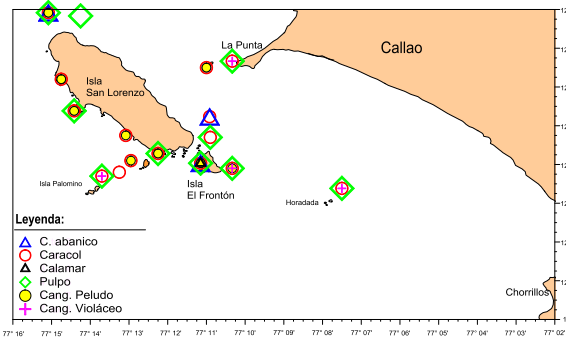 La Punta
Callao
Isla
San Lorenzo
Isla Palomino
Isla
El Frontón
Horadada
Chorrillos
Leyenda:
C. abanico
Caracol
Calamar
Pulpo
Cang. Peludo
Cang. Violáceo
77° 16' 77° 15' 77° 14' 77° 13' 77° 12' 77° 11' 77° 10' 77° 09' 77° 08' 77° 07' 77° 06' 77° 05' 77° 04' 77° 03' 77° 02'